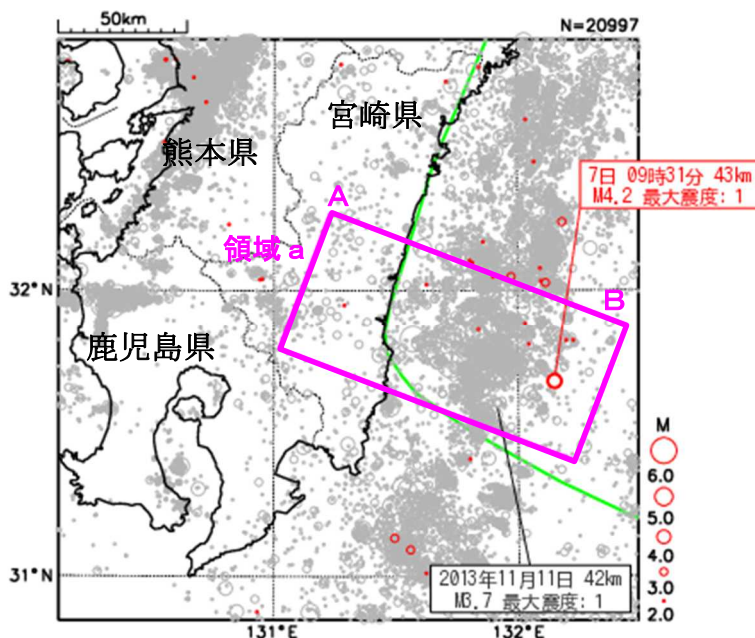 50km
N=20997
宮崎県
熊本県
7日 09時31分 43km
M4.2 最大震度: 1
A
領域 a
32°N
B
鹿児島県
M
6.0
5.0
4.0
3.0
2.0
31°N
2013年11月11日 42km
M3.7 最大震度: 1
131°E
132°E